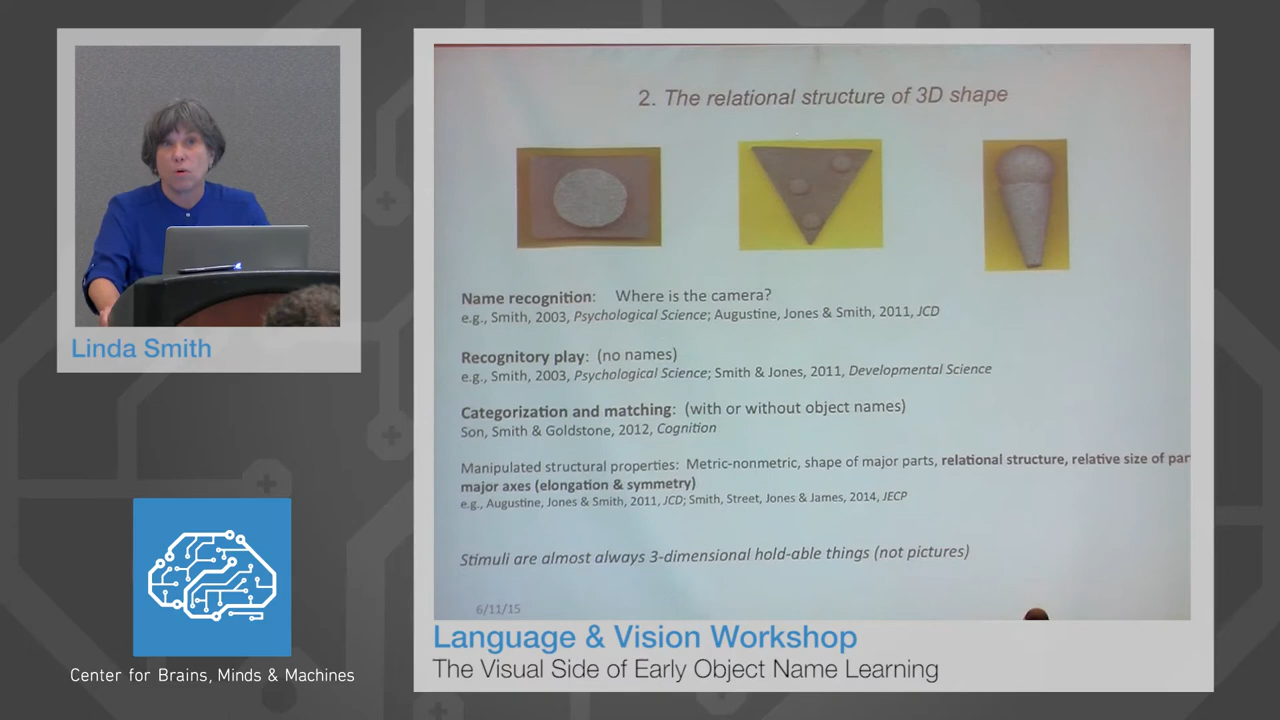 2. The relational structure of 3D shape
Name recognition: Where is the camera?
e.g., Smith, 2003, Psychological Science; Augustine, Jones & Smith, 2011, JCD
Recognitory play: (no names)
e.g., Smith, 2003, Psychological Science; Smith & Jones, 2011, Developmental Science
Categorization and matching: (with or without object names)
Son, Smith & Goldstone, 2012, Cognition
Manipulated structural properties: Metric-nonmetric, shape of major parts, relational structure, relative size of par
major axes (elongation & symmetry)
e.g., Augustine, Jones & Smith, 2011, JCD; Smith, Street, Jones & James, 2014, JECP
Stimuli are almost always 3-dimensional hold-able things (not pictures)
6/11/15
Linda Smith
Center for Brains, Minds & Machines
Language & Vision Workshop
The Visual Side of Early Object Name Learning